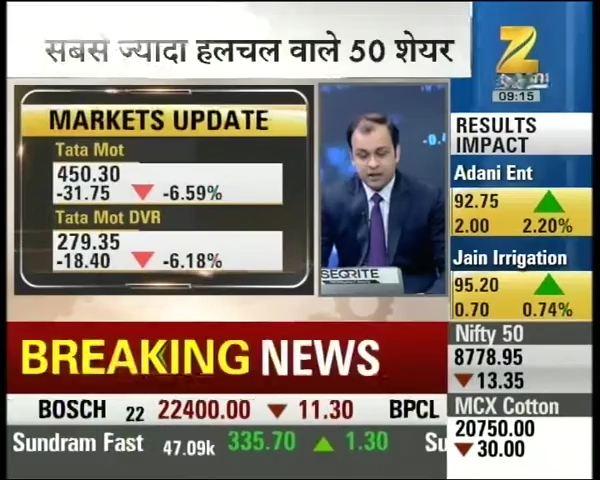 सबसे ज्यादा हलचल वाले 50 शेयर
09:15
MARKETS UPDATE
Tata Mot
450.30
-31.75 -6.59%
Tata Mot DVR
279.35
-18.40 -6.18%
-0.
SEQRITE
RESULTS
IMPACT
Adani Ent
92.75
2.00 2.20%
Jain Irrigation
95.20
0.70 0.74%
Nifty 50
8778.95
13.35
MCX Cotton
20750.00
30.00
BREAKING NEWS
BOSCH 22 22400.00 11.30 BPCL
Sundram Fast 47.09k 335.70 1.30 Su